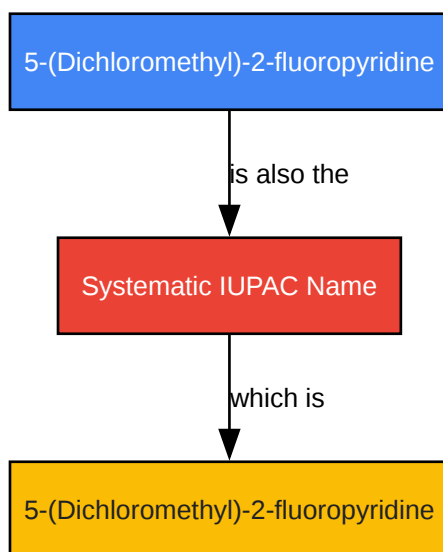 5-(Dichloromethyl)-2-fluoropyridine
is also the
Systematic IUPAC Name
which is
5-(Dichloromethyl)-2-fluoropyridine